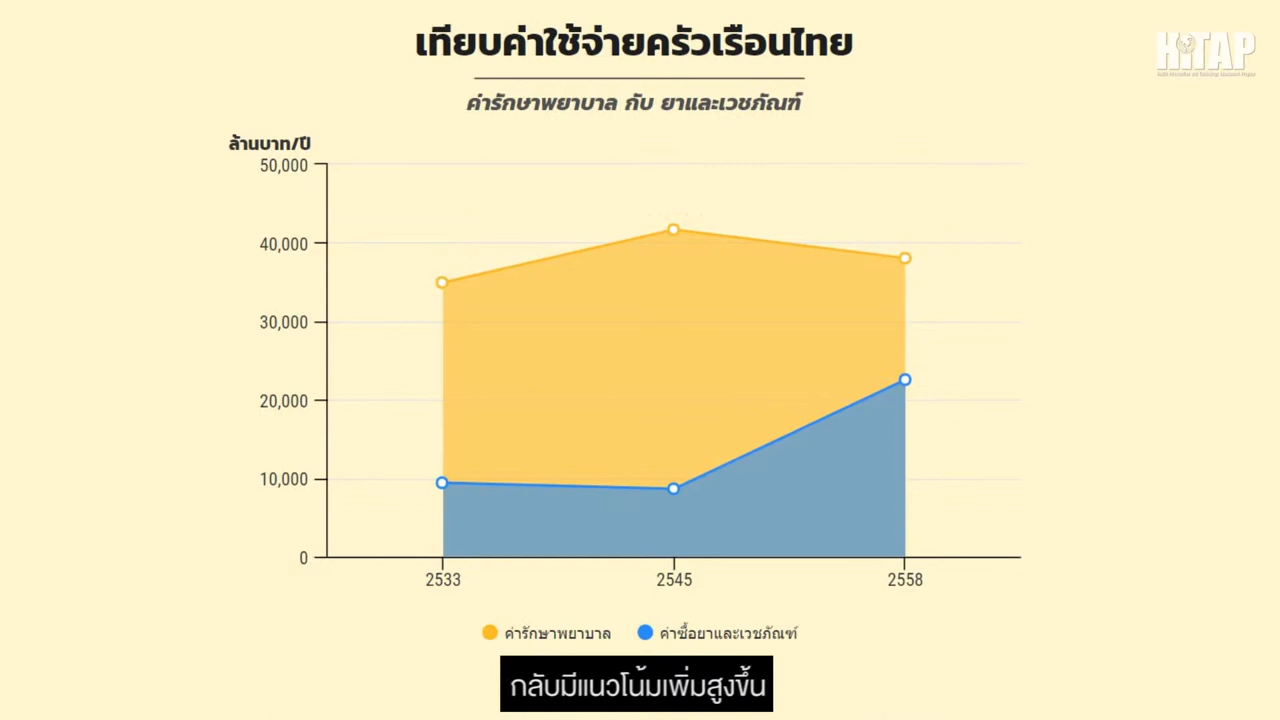 เทียบค่าใช้จ่ายครัวเรือนไทย
HiTAP
ค่ารักษาพยาบาล กับ ยาและเวชภัณฑ์
ล้านบาท/ปี
50,000
40,000
30,000
20,000
10,000
0
2533 2545 2558
ค่ารักษาพยาบาล ค่าซื้อยาและเวชภัณฑ์
กลับมีแนวโน้มเพิ่มสูงขึ้น